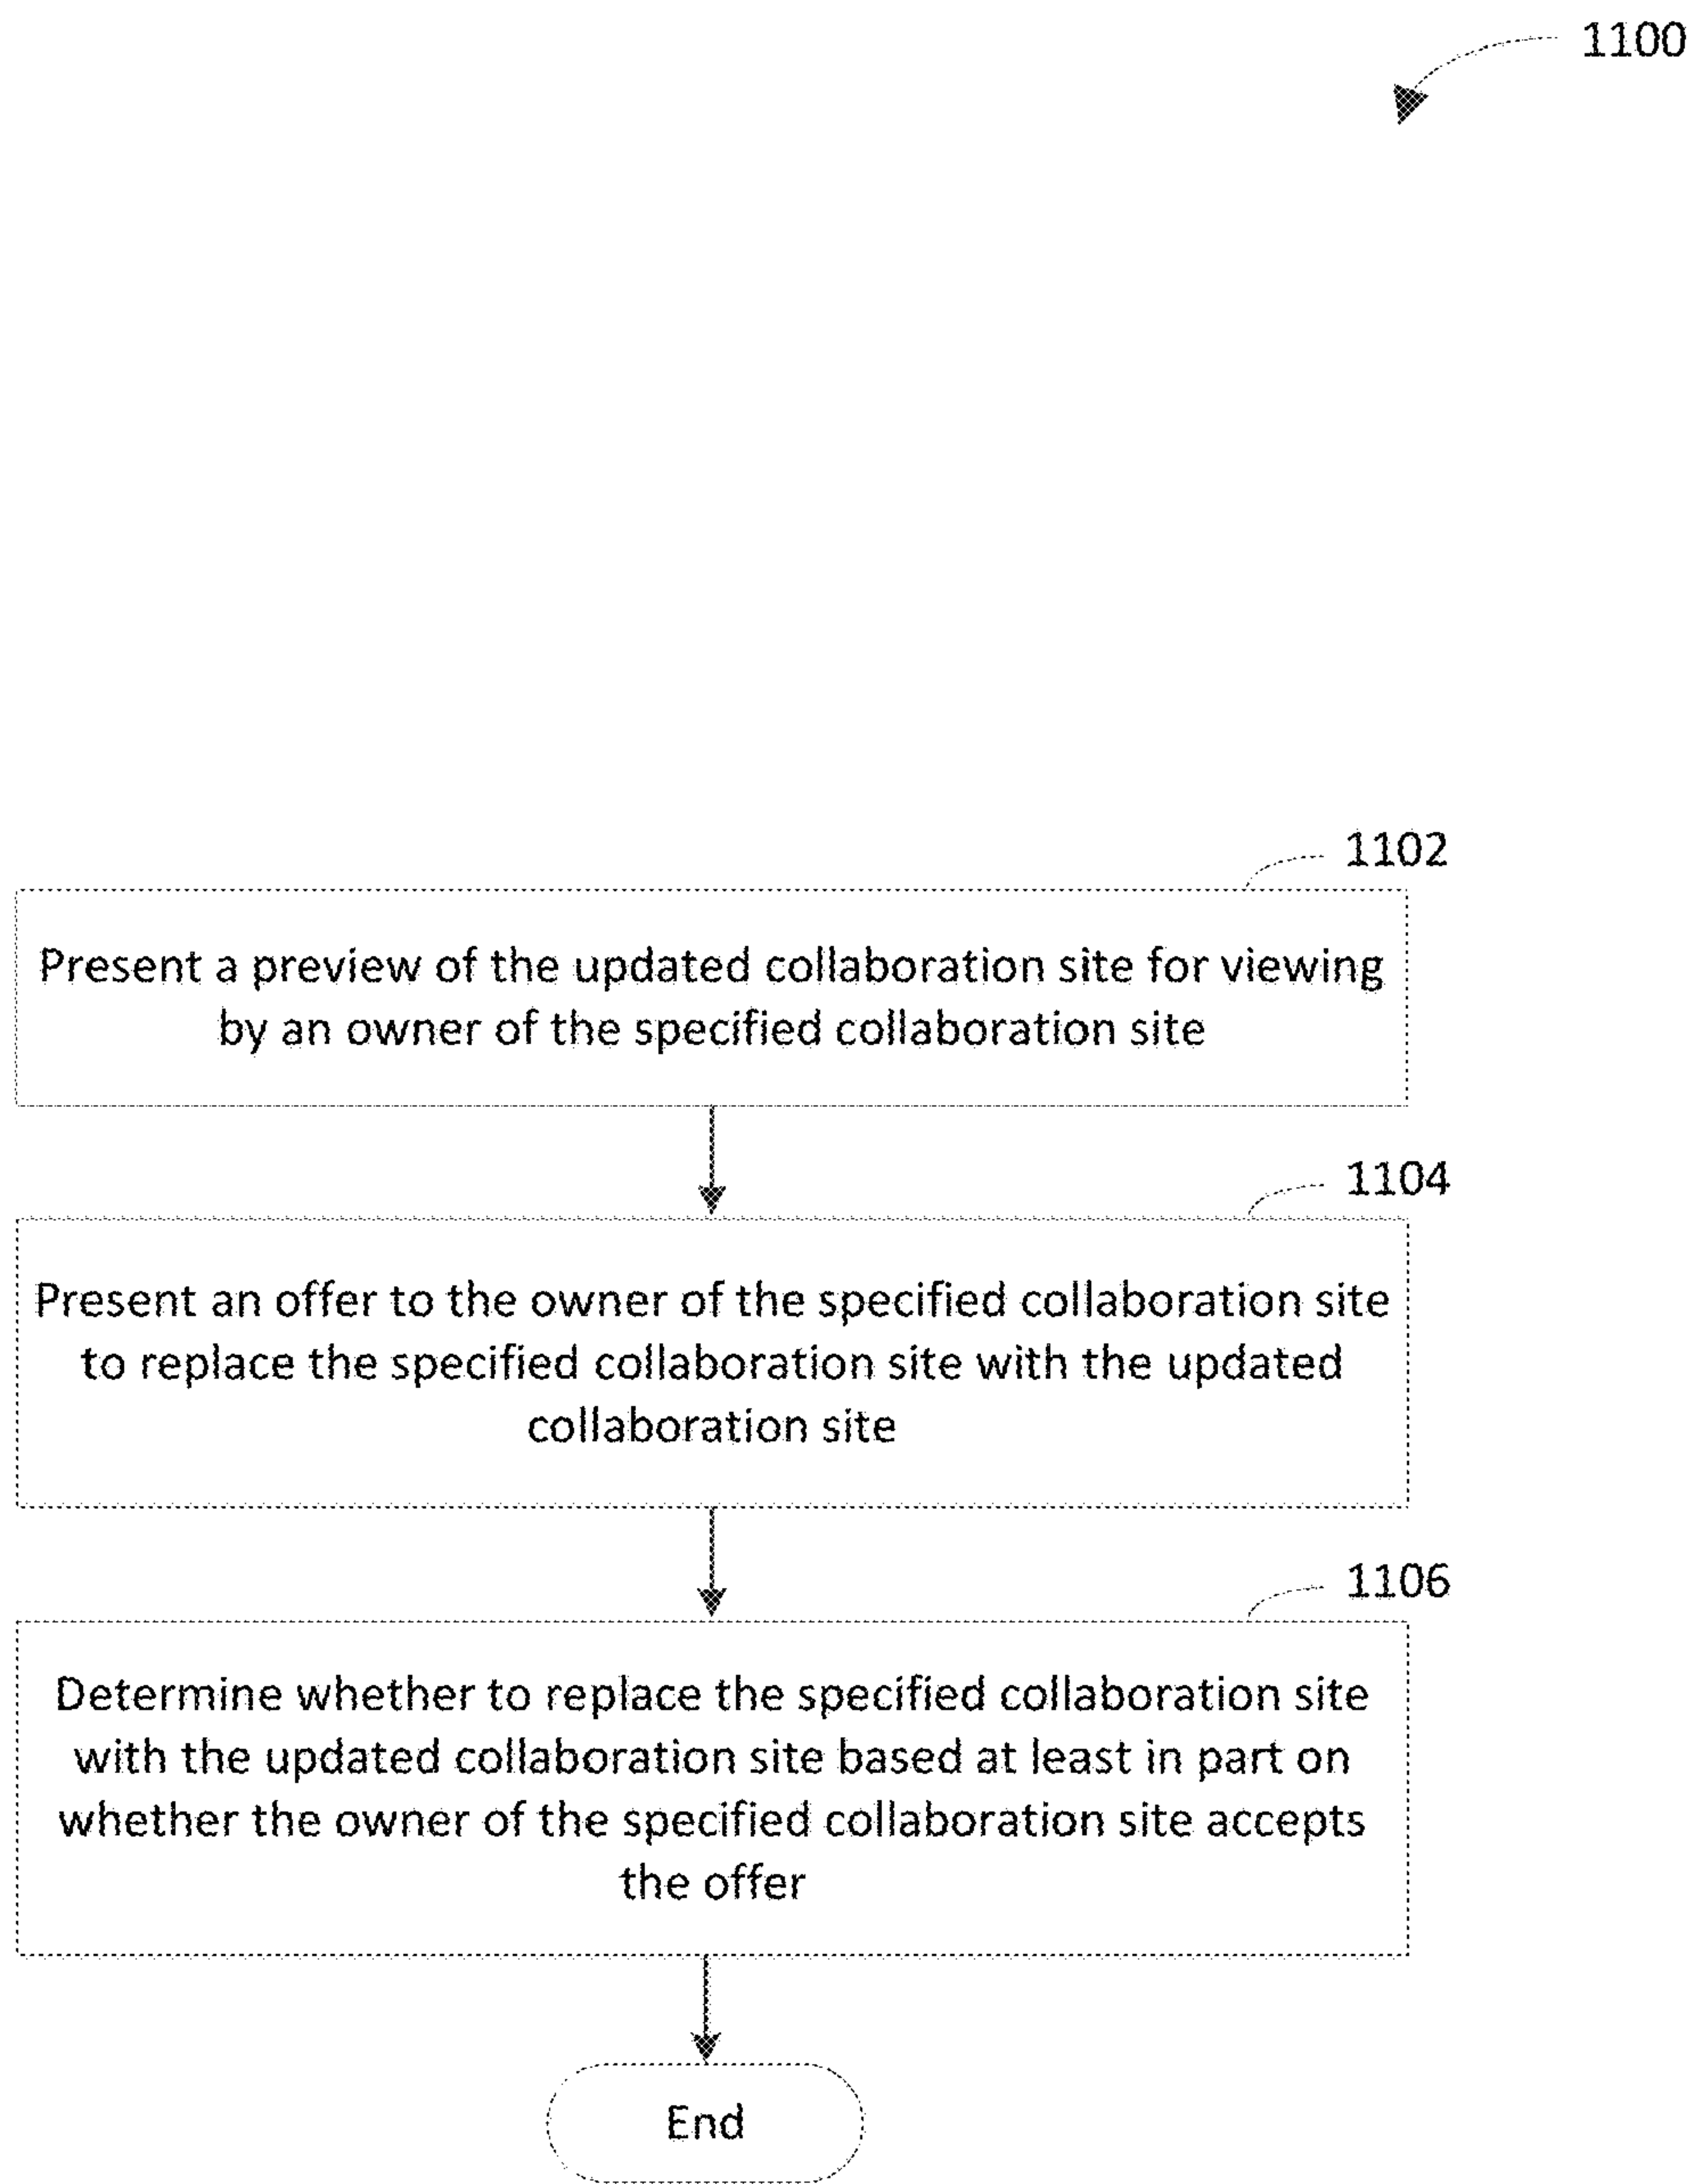 1100
1102
Present a preview of the updated collaboration site for viewing
by an owner of the specified collaboration site
1104
Present an offer to the owner of the specified collaboration site
to replace the specified collaboration site with the updated
collaboration site
1106
Determine whether to replace the specified collaboration site
with the updated collaboration site based at least in part on
whether the owner of the specified collaboration site accepts
the offer
End